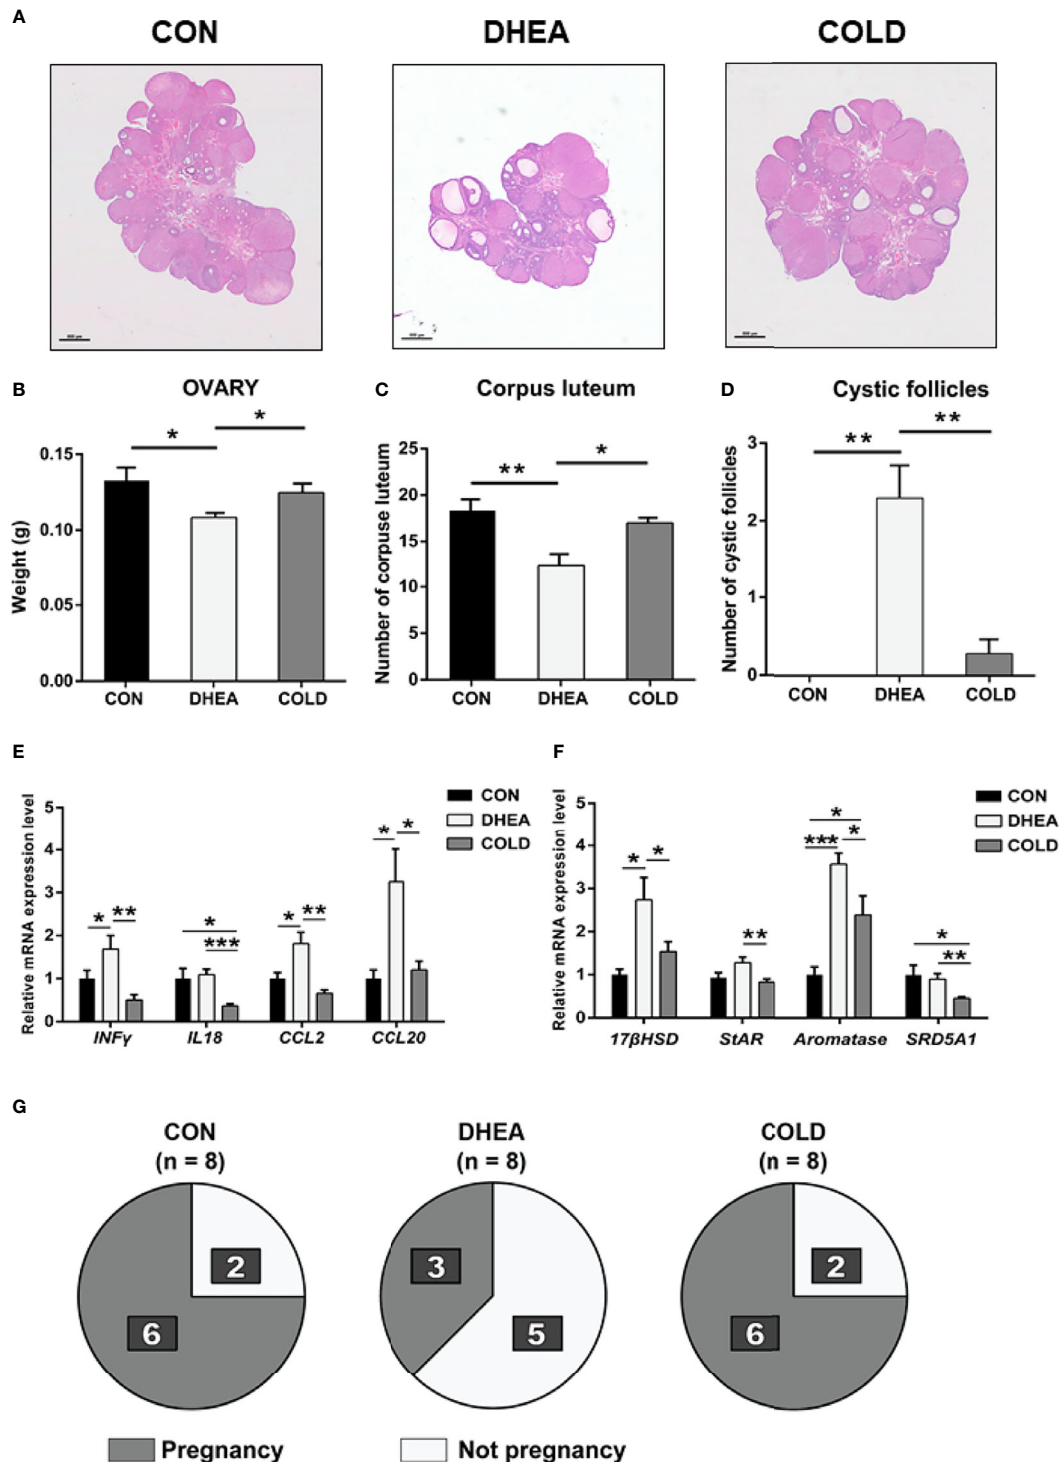 A
CON
DHEA
COLD
B
OVARY
*
*
Weight (g)
0.15
0.10
0.05
0.00
CON
DHEA
COLD
C
Corpus luteum
**
*
Number of corpuse luteum
25
20
15
10
5
0
CON
DHEA
COLD
D
Cystic follicles
**
**
Number of cystic follicles
3
2
1
0
CON
DHEA
COLD
E
Relative mRNA expression level
5
4
3
2
1
0
CON
DHEA
COLD
* **
*
***
* **
* *
INFγ
IL18
CCL2
CCL20
F
Relative mRNA expression level
5
4
3
2
1
0
CON
DHEA
COLD
* *
**
*
*** *
*
**
17βHSD
StAR
Aromatase
SRD5A1
G
CON
(n = 8)
2
6
DHEA
(n = 8)
3
5
COLD
(n = 8)
2
6
Pregnancy
Not pregnancy